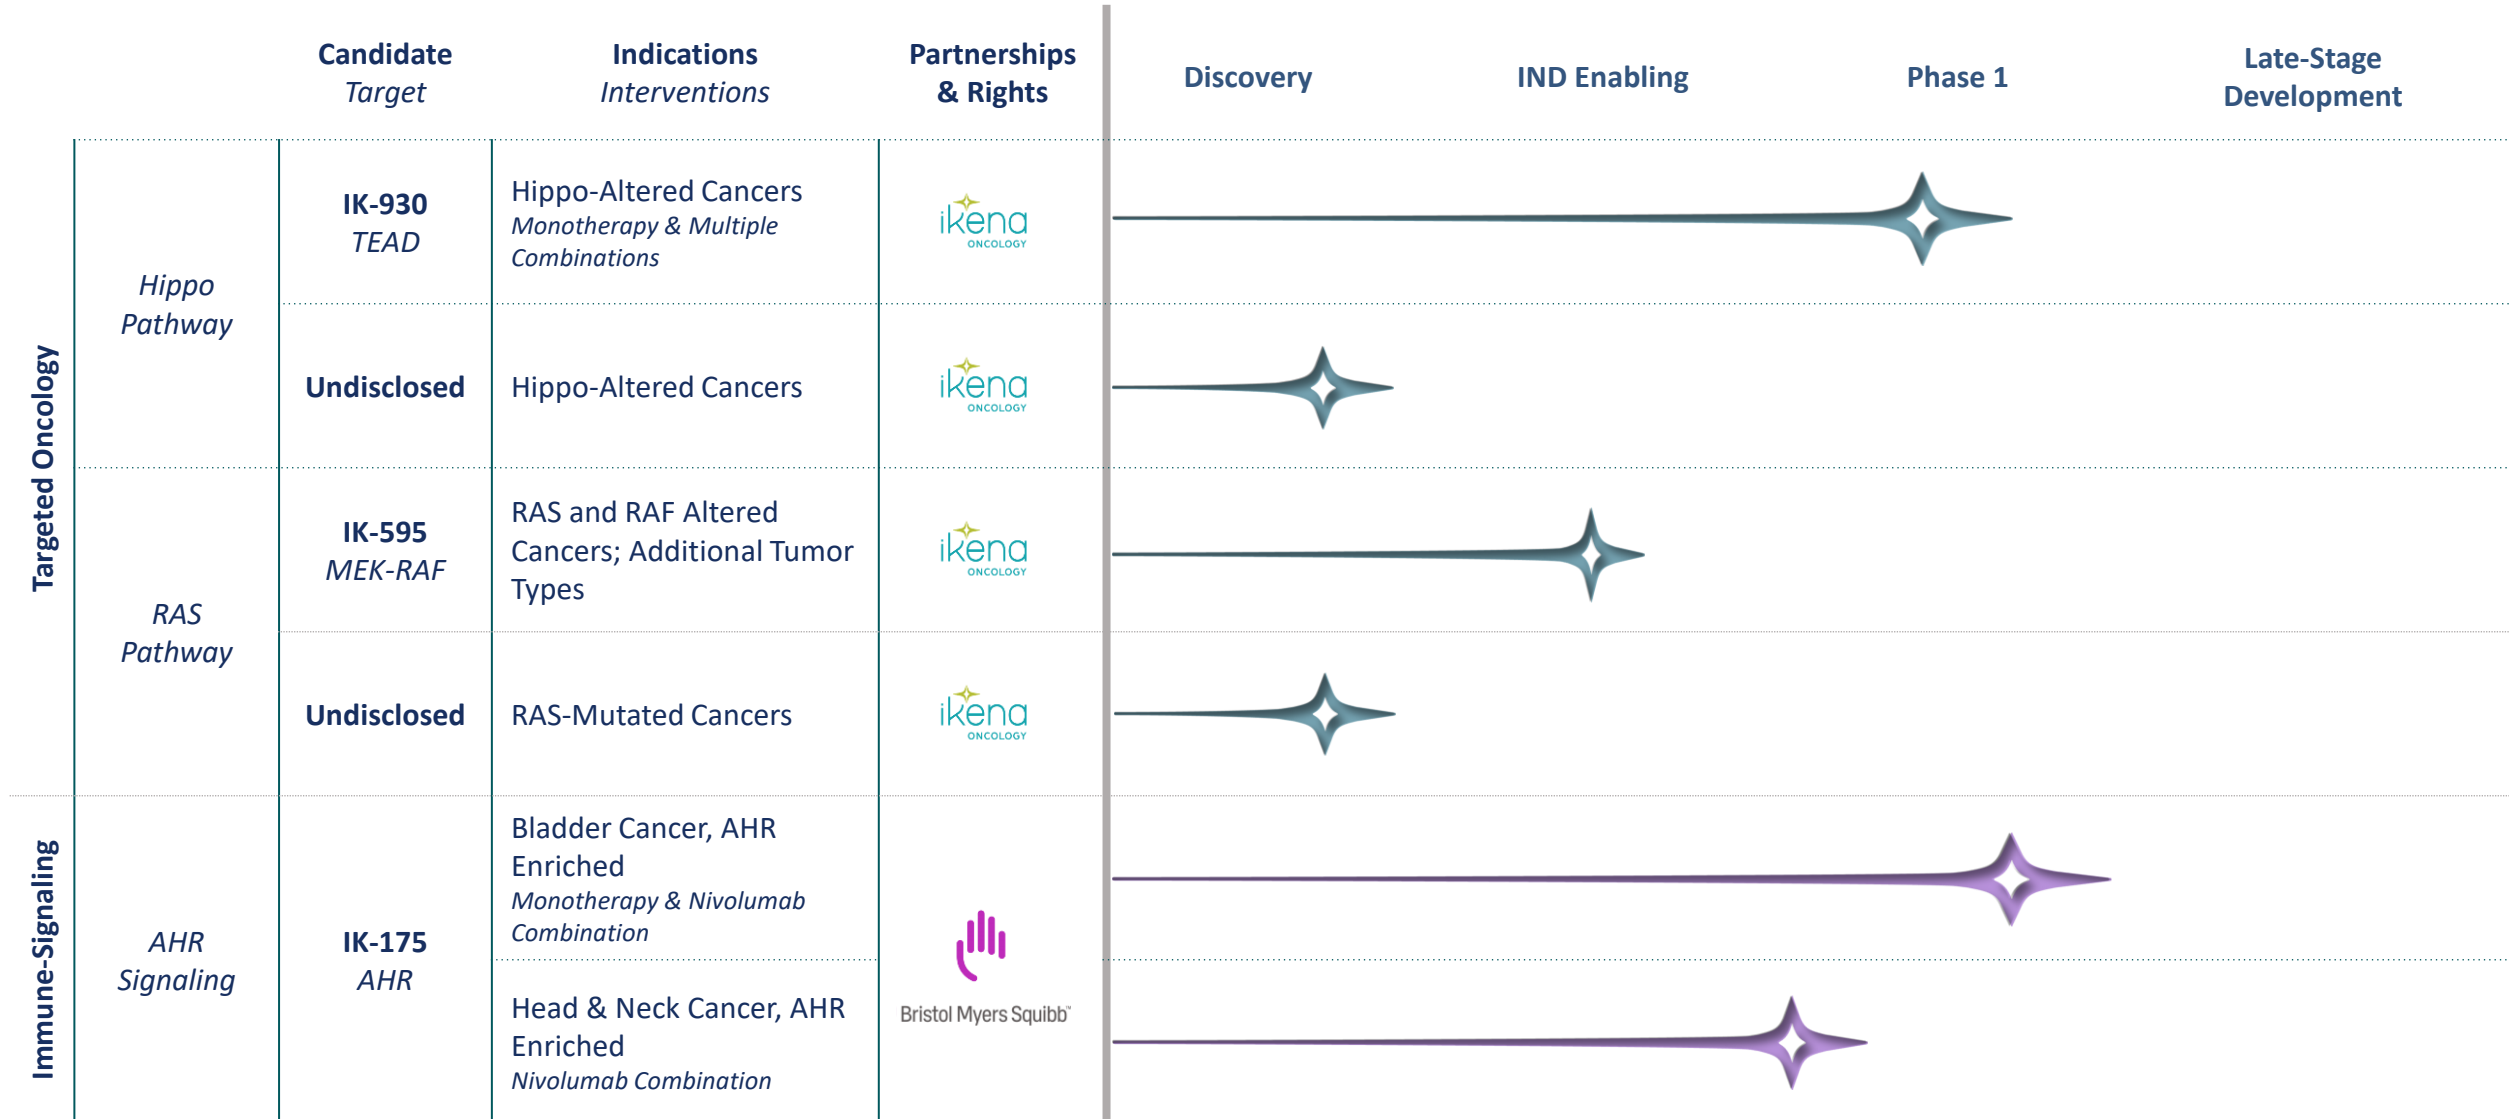 Candidate
Target
Indications
Interventions
Partnerships
& Rights
Discovery
IND Enabling
Phase 1
Late-Stage
Development
Targeted Oncology
Hippo
Pathway
IK-930
TEAD
Hippo-Altered Cancers
Monotherapy & Multiple
Combinations
ikena
ONCOLOGY
Undisclosed
Hippo-Altered Cancers
ikena
ONCOLOGY
RAS
Pathway
IK-595
MEK-RAF
RAS and RAF Altered
Cancers; Additional Tumor
Types
ikena
ONCOLOGY
Undisclosed
RAS-Mutated Cancers
ikena
ONCOLOGY
Immune-Signaling
AHR
Signaling
IK-175
AHR
Bladder Cancer, AHR
Enriched
Monotherapy & Nivolumab
Combination
Head & Neck Cancer, AHR
Enriched
Nivolumab Combination
Bristol Myers Squibb™